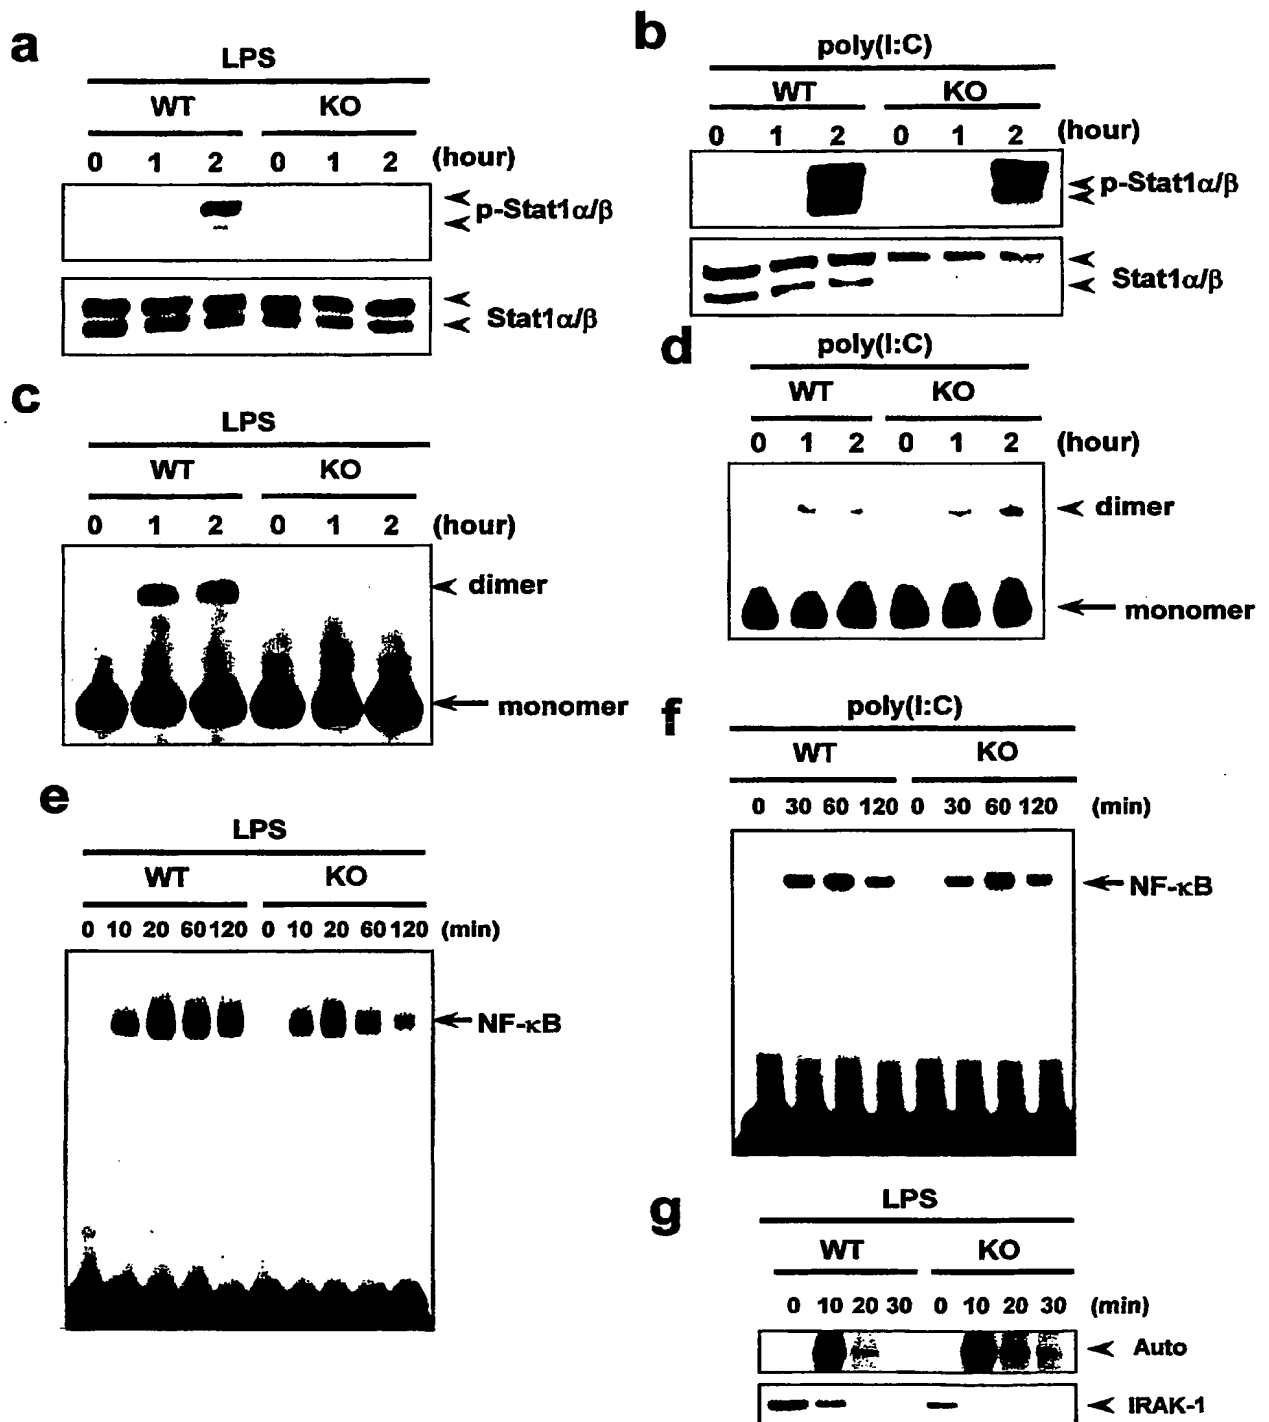 a
LPS
WT KO
0 1 2 0 1 2 (hour)
p-Stat1α/β
Stat1α/β
b
poly(I:C)
WT KO
0 1 2 0 1 2 (hour)
p-Stat1α/β
Stat1α/β
c
LPS
WT KO
0 1 2 0 1 2 (hour)
dimer
monomer
d
poly(I:C)
WT KO
0 1 2 0 1 2 (hour)
dimer
monomer
e
LPS
WT KO
0 10 20 60 120 0 10 20 60 120 (min)
NF-κB
f
poly(I:C)
WT KO
0 30 60 120 0 30 60 120 (min)
NF-κB
g
LPS
WT KO
0 10 20 30 0 10 20 30 (min)
Auto
IRAK-1